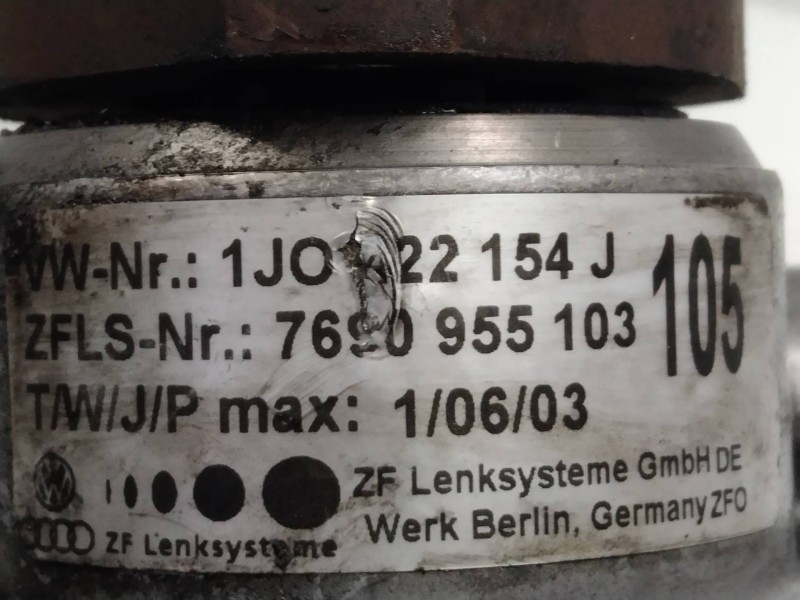 VW-Nr.: 1JO 22 154 J
ZFLS-Nr.: 7690 955 103
105
T/W/J/P max: 1/06/03
ZF Lenksysteme GmbH DE
Werk Berlin, Germany ZFO
ZF Lenksysteme